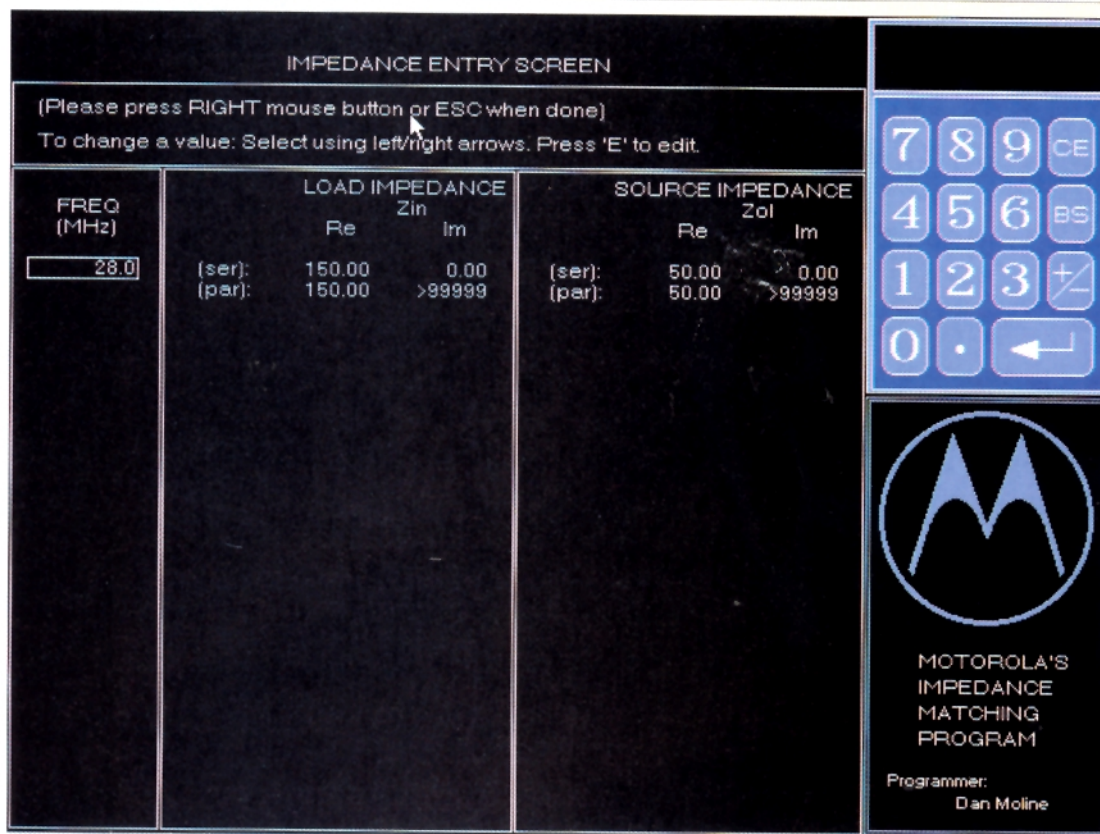 IMPEDANCE ENTRY SCREEN
(Please press RIGHT mouse button or ESC when done)
To change a value: Select using left/right arrows. Press 'E' to edit.
FREQ
(MHz)
28.0
LOAD IMPEDANCE
Zin
Re Im
(ser): 150.00 0.00
(par): 150.00 >99999
SOURCE IMPEDANCE
Zol
Re Im
(ser): 50.00 0.00
(par): 50.00 >99999
7 8 9 CE
4 5 6 BS
1 2 3 +/−
0 .
MOTOROLA'S
IMPEDANCE
MATCHING
PROGRAM
Programmer:
Dan Moline